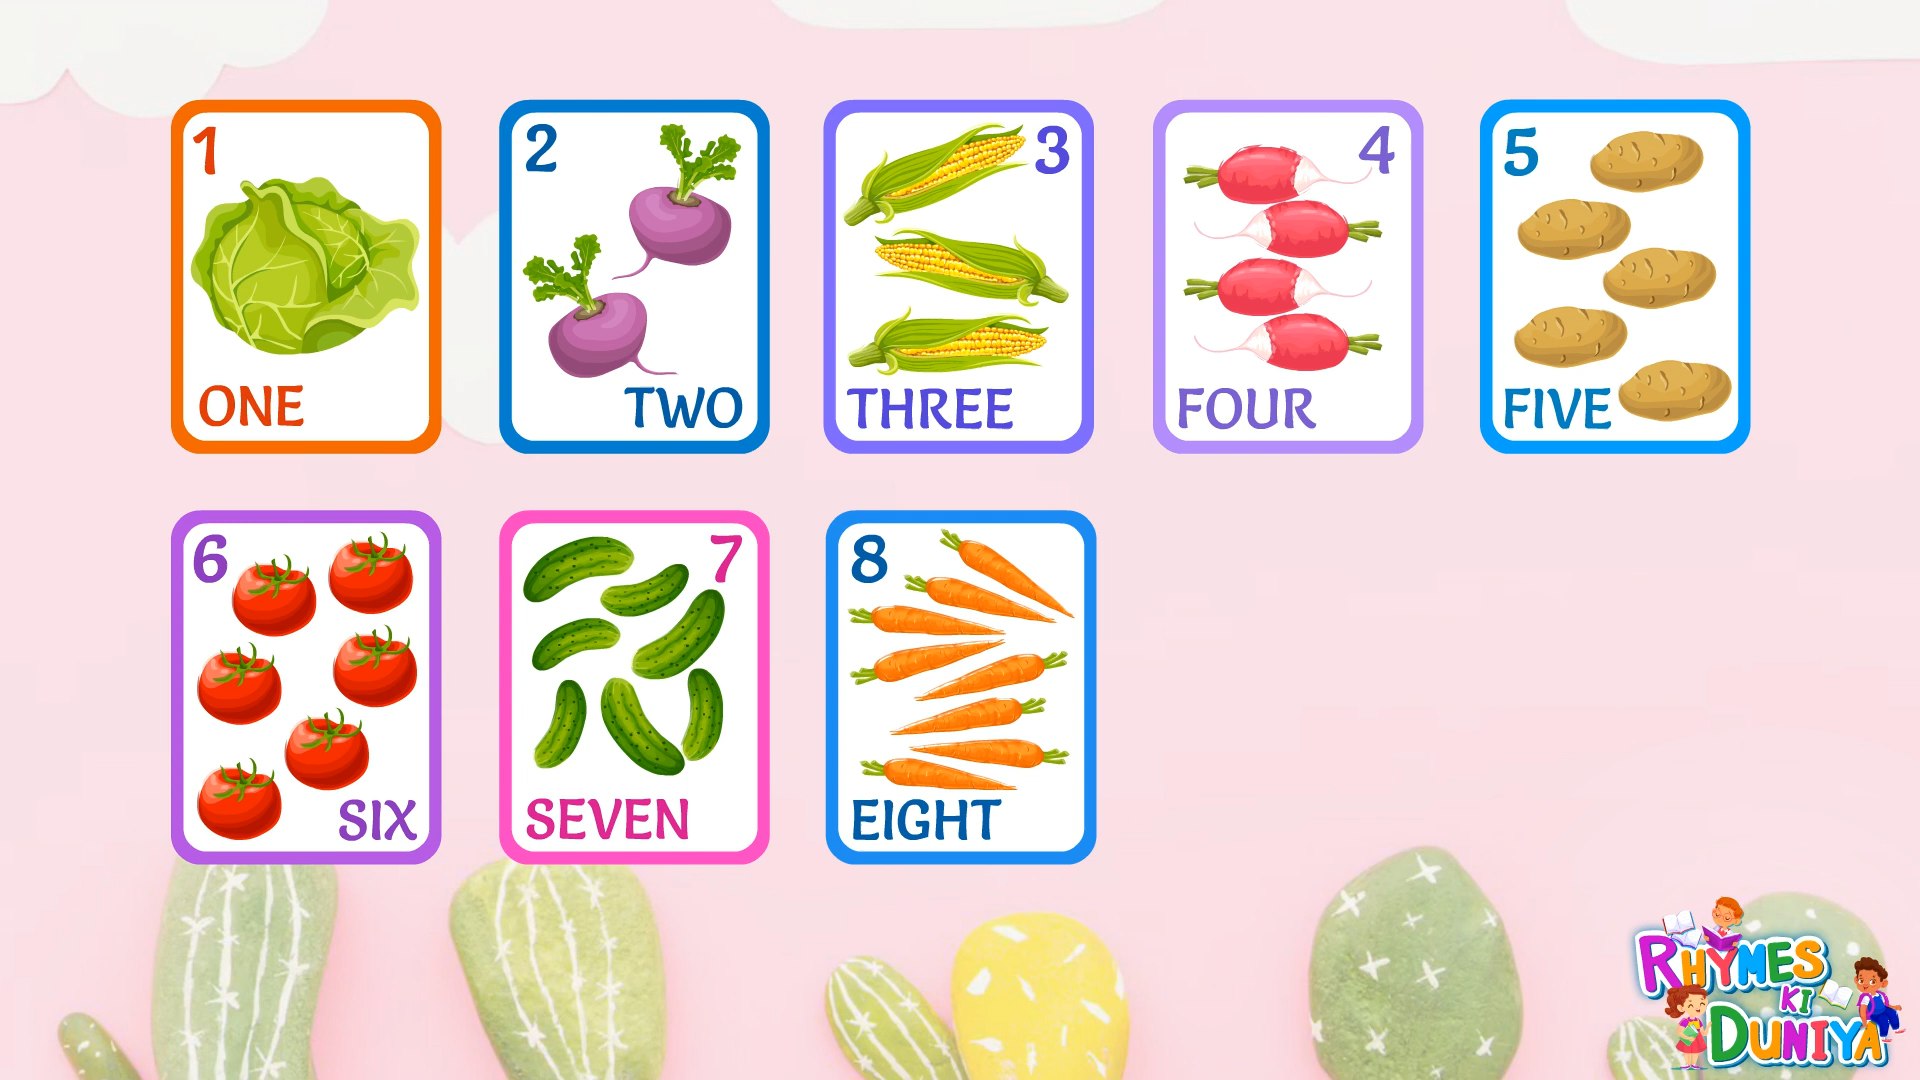 1
ONE
2
TWO
3
THREE
4
FOUR
5
FIVE
6
SIX
7
SEVEN
8
EIGHT
RHYMES
KI
DUNIYA